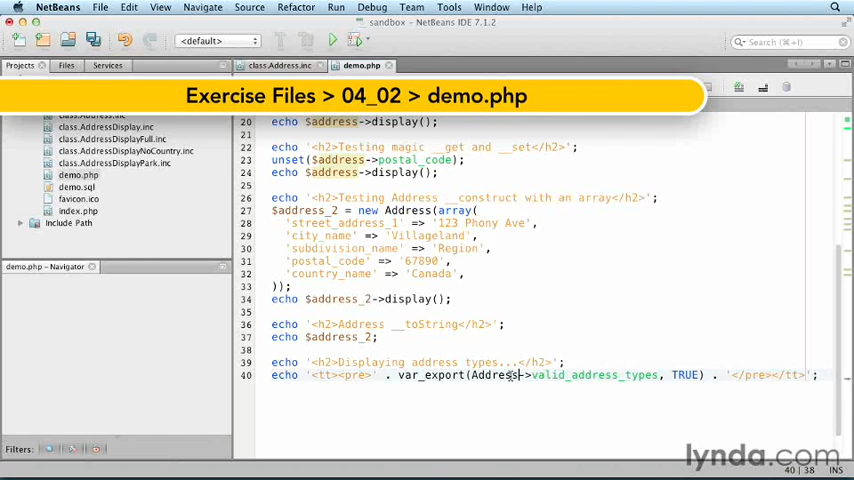 NetBeans File Edit View Navigate Source Refactor Run Debug Team Tools Window Help
sandbox - NetBeans IDE 7.1.2
<default>
Search (⌘+I)
Projects Files Services class.Address.inc demo.php
Exercise Files > 04_02 > demo.php
class.Address.inc
class.AddressDisplay.inc
class.AddressDisplayFull.inc
class.AddressDisplayNoCountry.inc
class.AddressDisplayPark.inc
demo.php
demo.sql
favicon.ico
index.php
Include Path
demo.php - Navigator
20 echo $address->display();
21
22 echo '<h2>Testing magic __get and __set</h2>';
23 unset($address->postal_code);
24 echo $address->display();
25
26 echo '<h2>Testing Address __construct with an array</h2>';
27 $address_2 = new Address(array(
28 'street_address_1' => '123 Phony Ave',
29 'city_name' => 'Villageland',
30 'subdivision_name' => 'Region',
31 'postal_code' => '67890',
32 'country_name' => 'Canada',
33 ));
34 echo $address_2->display();
35
36 echo '<h2>Address __toString</h2>';
37 echo $address_2;
38
39 echo '<h2>Displaying address types...</h2>';
40 echo '<tt><pre>' . var_export(Address->valid_address_types, TRUE) . '</pre></tt>';
lynda.com
40 | 38 INS